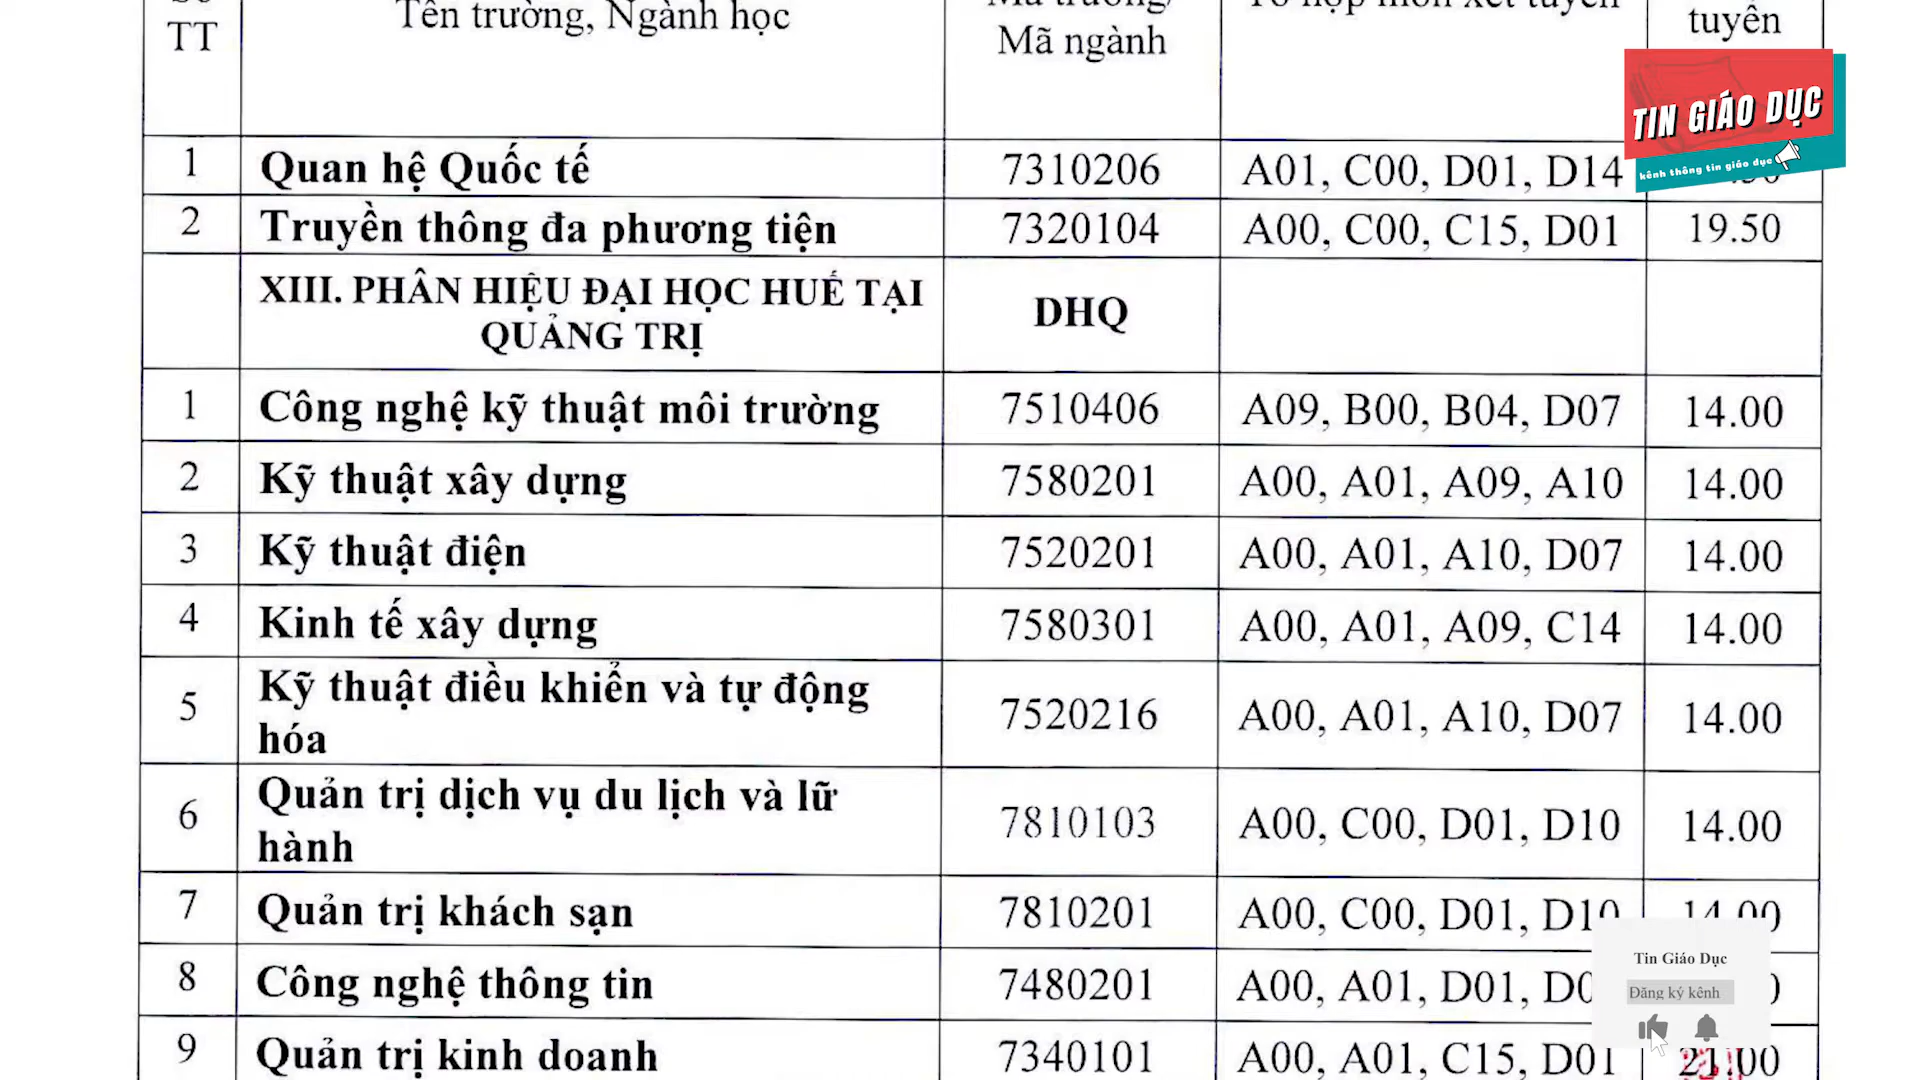 TT
Tên trường, Ngành học
Mã ngành
tuyển
TIN GIÁO DỤC
kênh thông tin giáo dục
1 Quan hệ Quốc tế 7310206 A01, C00, D01, D14
2 Truyền thông đa phương tiện 7320104 A00, C00, C15, D01 19.50
XIII. PHÂN HIỆU ĐẠI HỌC HUẾ TẠI
QUẢNG TRỊ
DHQ
1 Công nghệ kỹ thuật môi trường 7510406 A09, B00, B04, D07 14.00
2 Kỹ thuật xây dựng 7580201 A00, A01, A09, A10 14.00
3 Kỹ thuật điện 7520201 A00, A01, A10, D07 14.00
4 Kinh tế xây dựng 7580301 A00, A01, A09, C14 14.00
5 Kỹ thuật điều khiển và tự động
hóa
7520216 A00, A01, A10, D07 14.00
6 Quản trị dịch vụ du lịch và lữ
hành
7810103 A00, C00, D01, D10 14.00
7 Quản trị khách sạn 7810201 A00, C00, D01, D10 14.00
8 Công nghệ thông tin 7480201 A00, A01, D01,
9 Quản trị kinh doanh 7340101 A00, A01, C15, D01 21.00
Tin Giáo Dục
Đăng ký kênh